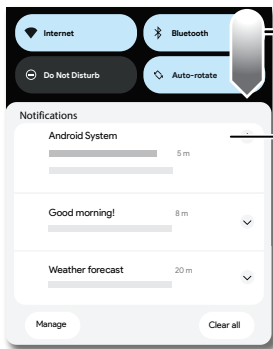 Internet
Bluetooth
Do Not Disturb
Auto-rotate
Notifications
Android System
5 m
Good morning!
8 m
Weather forecast
20 m
Manage
Clear all